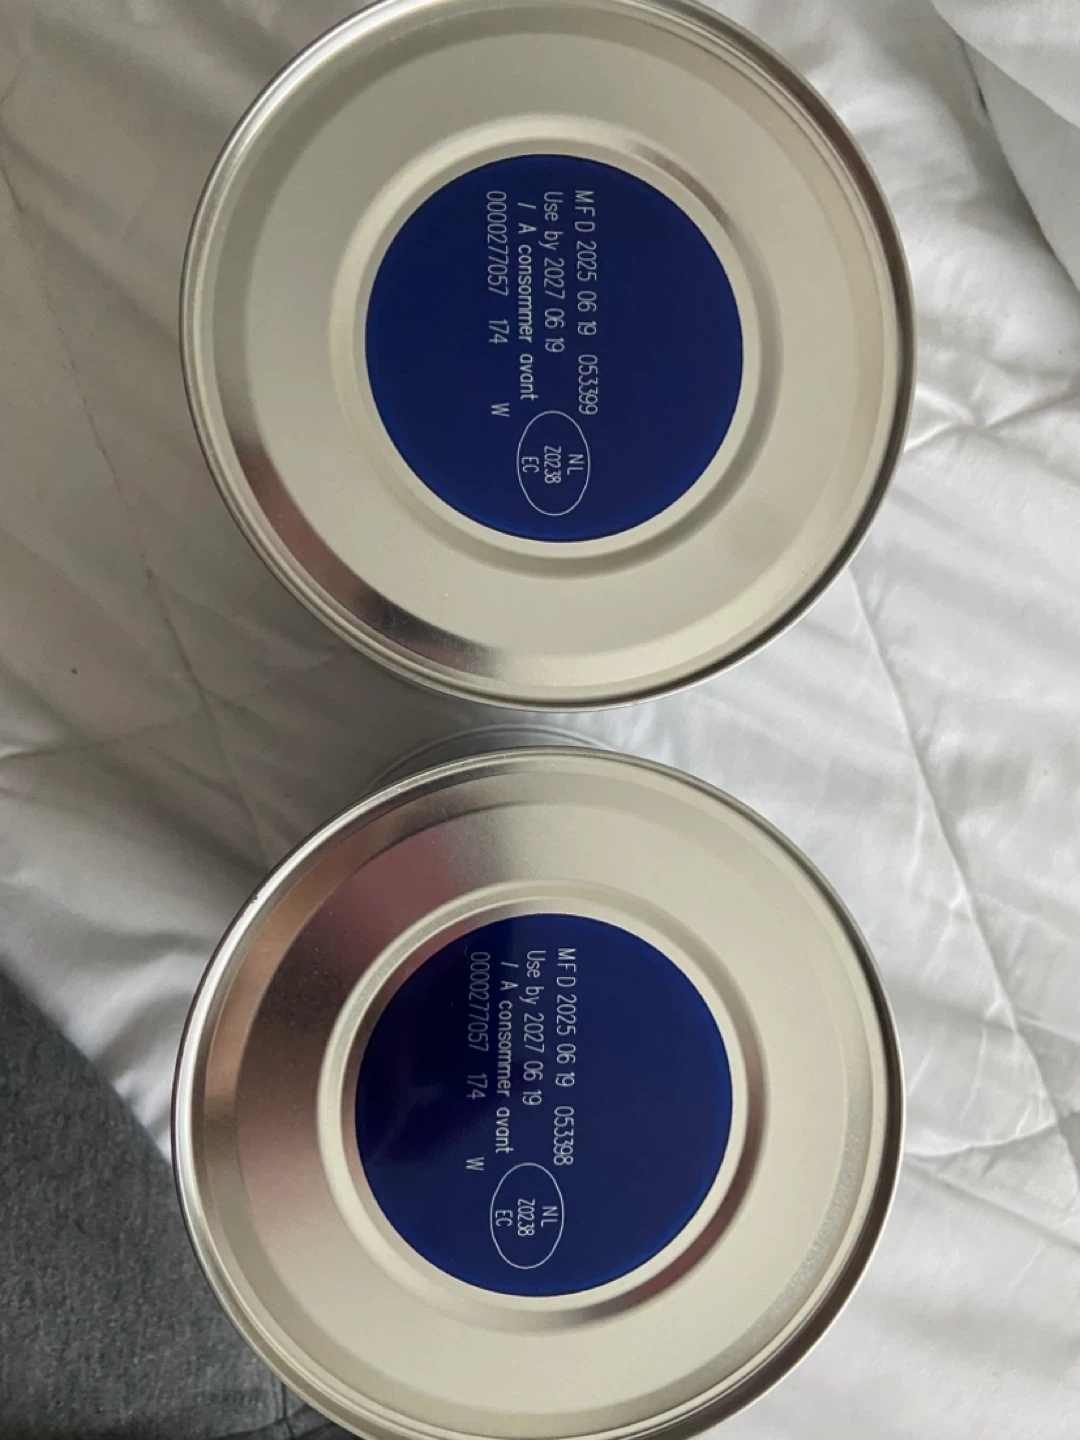 MFD 2025 06 19 053399
Use by 2027 06 19
/ A consommer avant
0000277057 174 W
NL
Z0238
EC
MFD 2025 06 19 053398
Use by 2027 06 19
/ A consommer avant
0000277057 174 W
NL
Z0238
EC